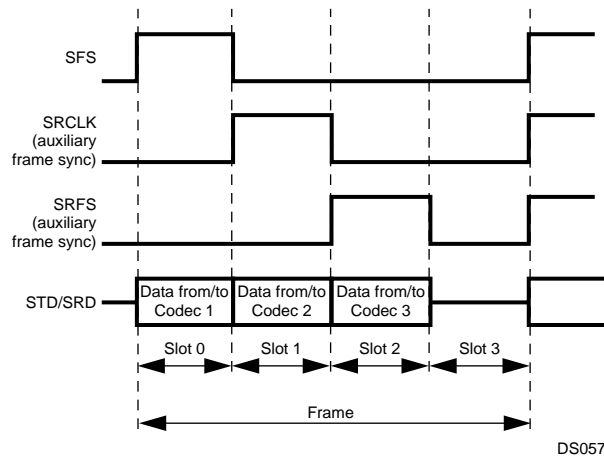 SFS
SRCLK
(auxiliary
frame sync)
SRFS
(auxiliary
frame sync)
STD/SRD
Data from/to
Codec 1
Data from/to
Codec 2
Data from/to
Codec 3
Slot 0
Slot 1
Slot 2
Slot 3
Frame
DS057